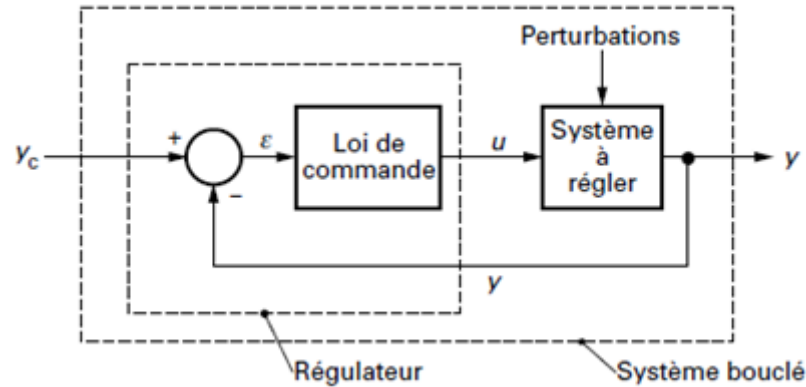 Perturbations
y_c
+
−
ε
Loi de
commande
u
Système
à
régler
y
y
Régulateur
Système bouclé